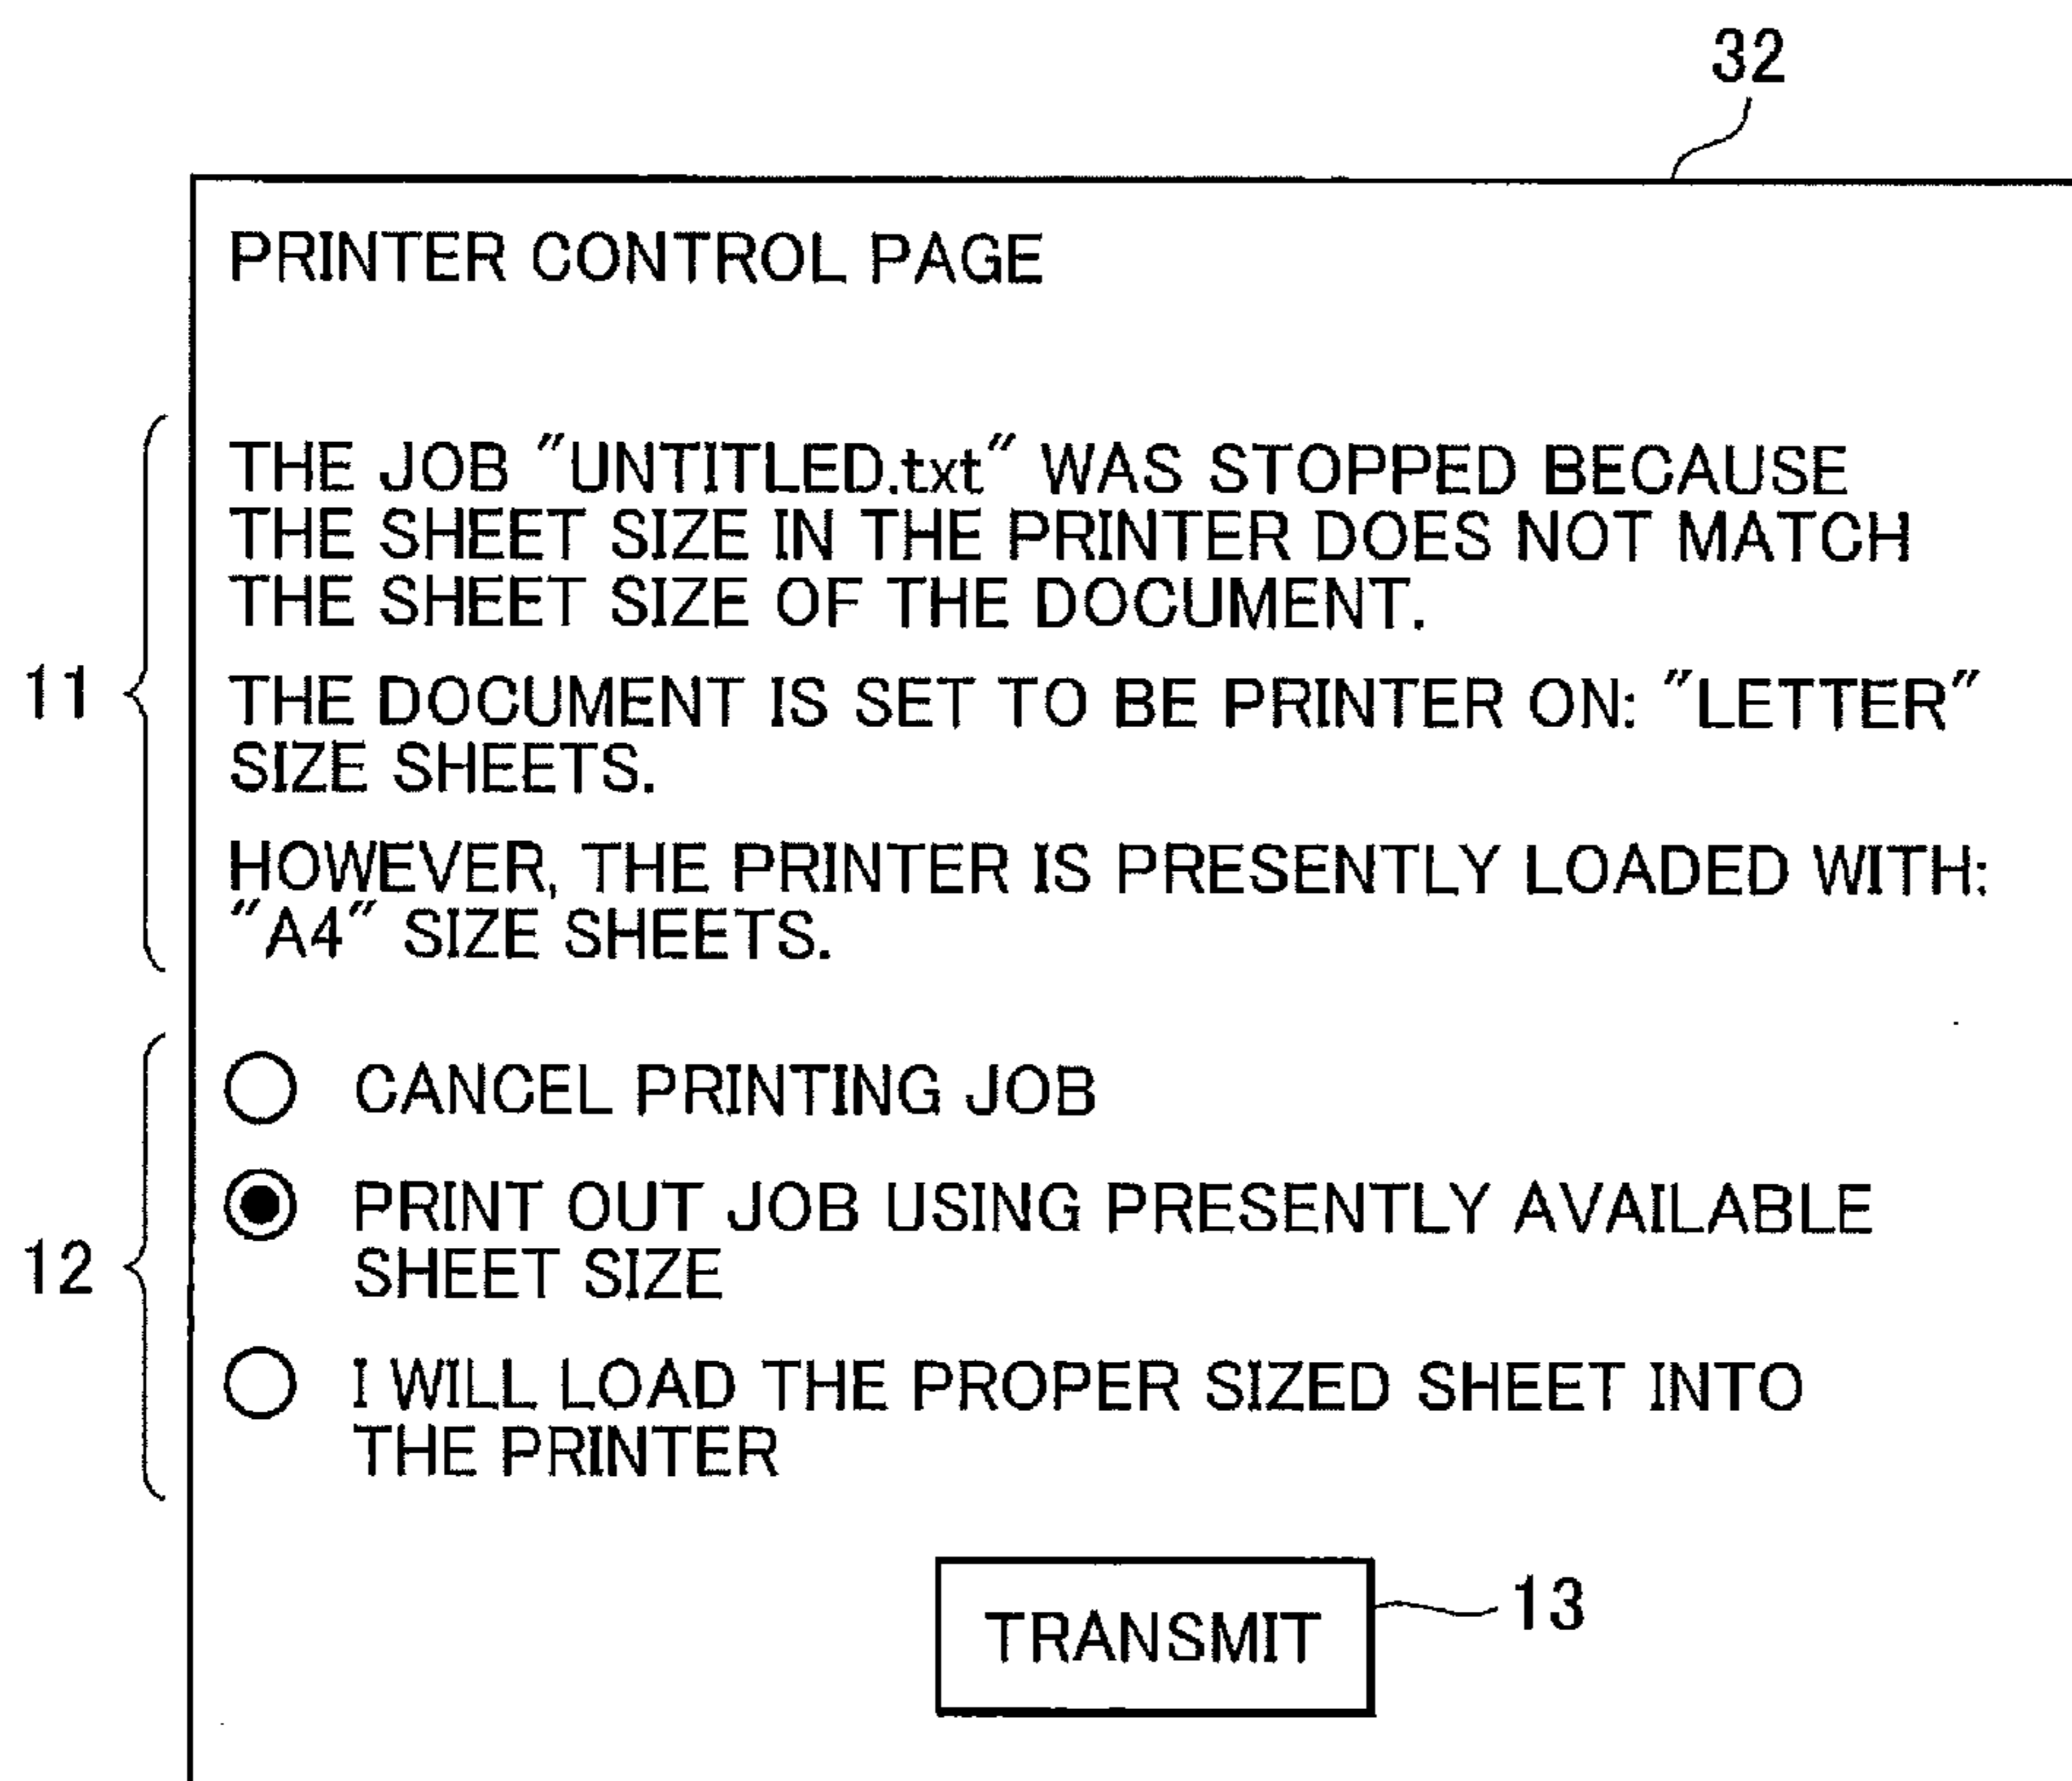 32
PRINTER CONTROL PAGE
THE JOB "UNTITLED.txt" WAS STOPPED BECAUSE
THE SHEET SIZE IN THE PRINTER DOES NOT MATCH
THE SHEET SIZE OF THE DOCUMENT.
11
THE DOCUMENT IS SET TO BE PRINTER ON: "LETTER"
SIZE SHEETS.
HOWEVER, THE PRINTER IS PRESENTLY LOADED WITH:
"A4" SIZE SHEETS.
CANCEL PRINTING JOB
PRINT OUT JOB USING PRESENTLY AVAILABLE
12
SHEET SIZE
I WILL LOAD THE PROPER SIZED SHEET INTO
THE PRINTER
TRANSMIT
13